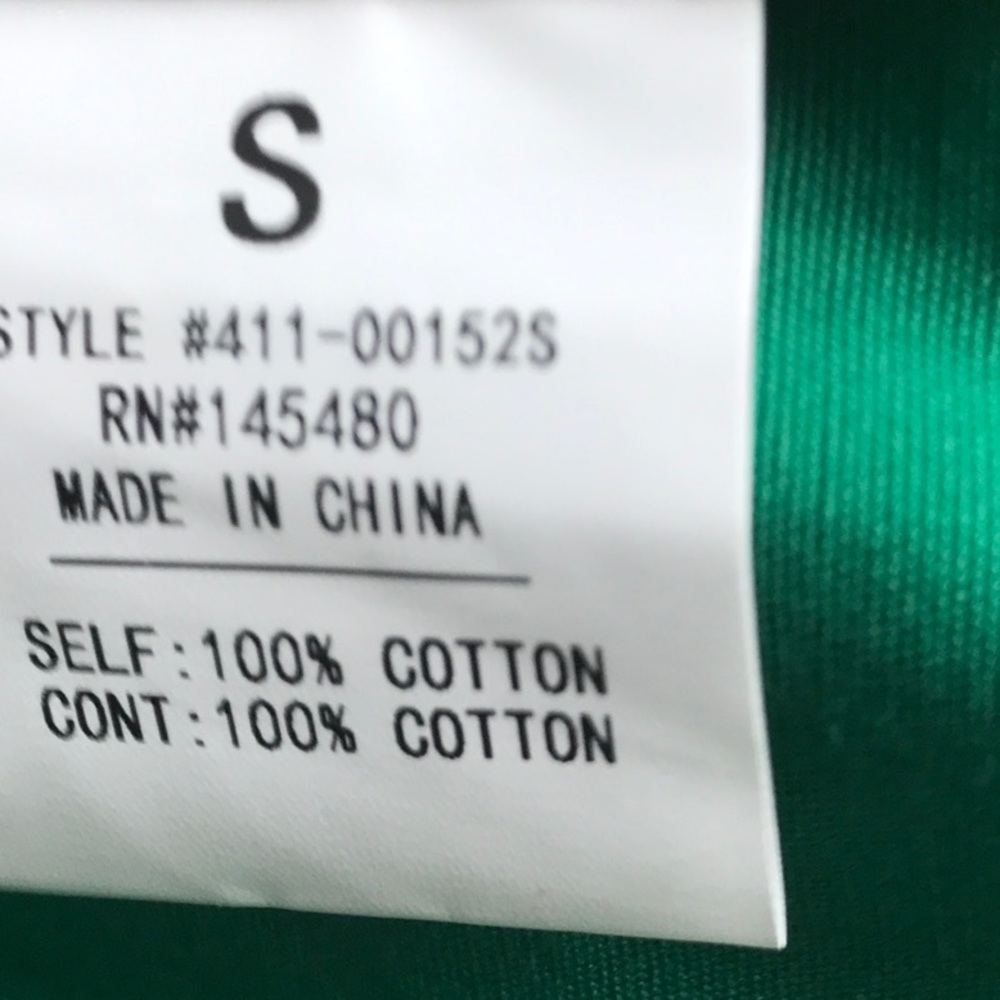 S
STYLE #411-00152S
RN#145480
MADE IN CHINA
SELF:100% COTTON
CONT:100% COTTON